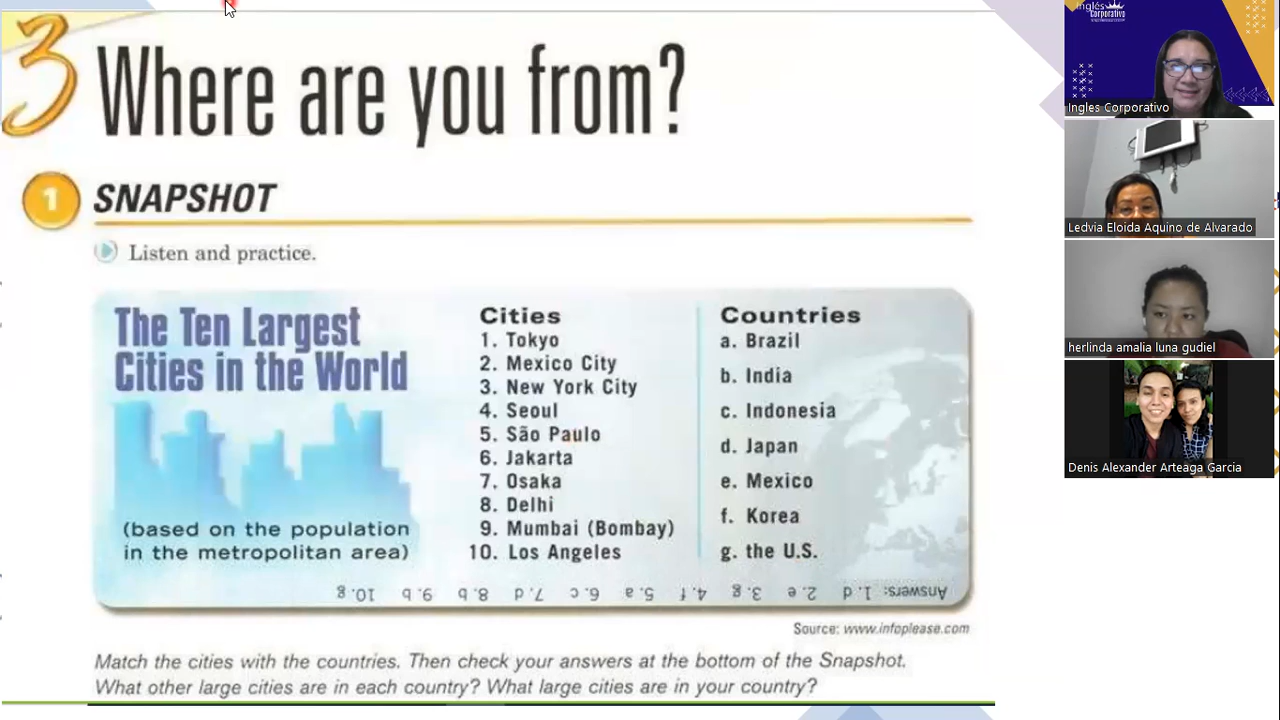 3 Where are you from?
1 SNAPSHOT
Listen and practice.
The Ten Largest
Cities in the World
(based on the population
in the metropolitan area)
Cities
1. Tokyo
2. Mexico City
3. New York City
4. Seoul
5. São Paulo
6. Jakarta
7. Osaka
8. Delhi
9. Mumbai (Bombay)
10. Los Angeles
Countries
a. Brazil
b. India
c. Indonesia
d. Japan
e. Mexico
f. Korea
g. the U.S.
Answers: 1. d 2. e 3. g 4. f 5. a 6. c 7. d 8. b 9. b 10. g
Source: www.infoplease.com
Match the cities with the countries. Then check your answers at the bottom of the Snapshot.
What other large cities are in each country? What large cities are in your country?
Inglés
Corporativo
Ingles Corporativo
Ledvia Eloida Aquino de Alvarado
herlinda amalia luna gudiel
Denis Alexander Arteaga Garcia